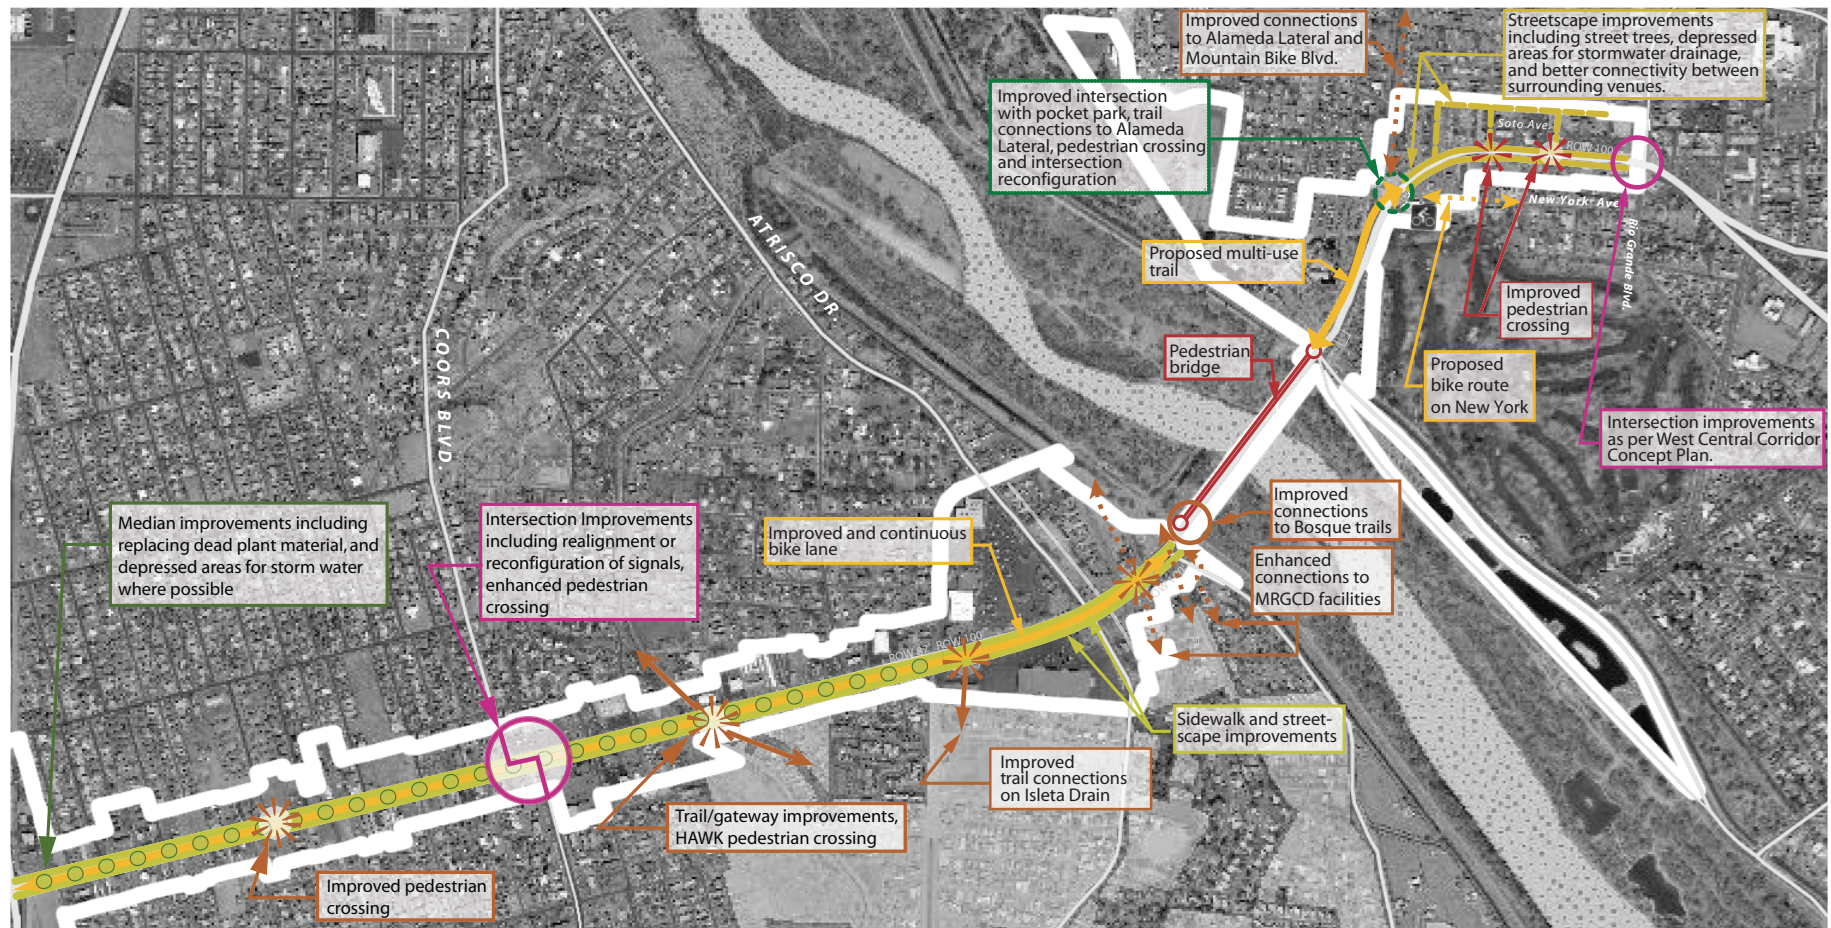 Improved connections
to Alameda Lateral and
Mountain Bike Blvd.
Streetscape improvements
including street trees, depressed
areas for stormwater drainage,
and better connectivity between
surrounding venues.
Improved intersection
with pocket park, trail
connections to Alameda
Lateral, pedestrian crossing
and intersection
reconfiguration
Soto Ave.
ROW 100'
New York Ave
Rio Grande Blvd.
ATRISCO DR.
Proposed multi-use
trail
Improved
pedestrian
crossing
COORS BLVD.
Pedestrian
bridge
Proposed
bike route
on New York
Intersection improvements
as per West Central Corridor
Concept Plan.
Median improvements including
replacing dead plant material, and
depressed areas for storm water
where possible
Intersection Improvements
including realignment or
reconfiguration of signals,
enhanced pedestrian
crossing
Improved and continuous
bike lane
Improved
connections
to Bosque trails
Enhanced
connections to
MRGCD facilities
ROW 100'
Sidewalk and street-
scape improvements
Improved
trail connections
on Isleta Drain
Trail/gateway improvements,
HAWK pedestrian crossing
Improved pedestrian
crossing